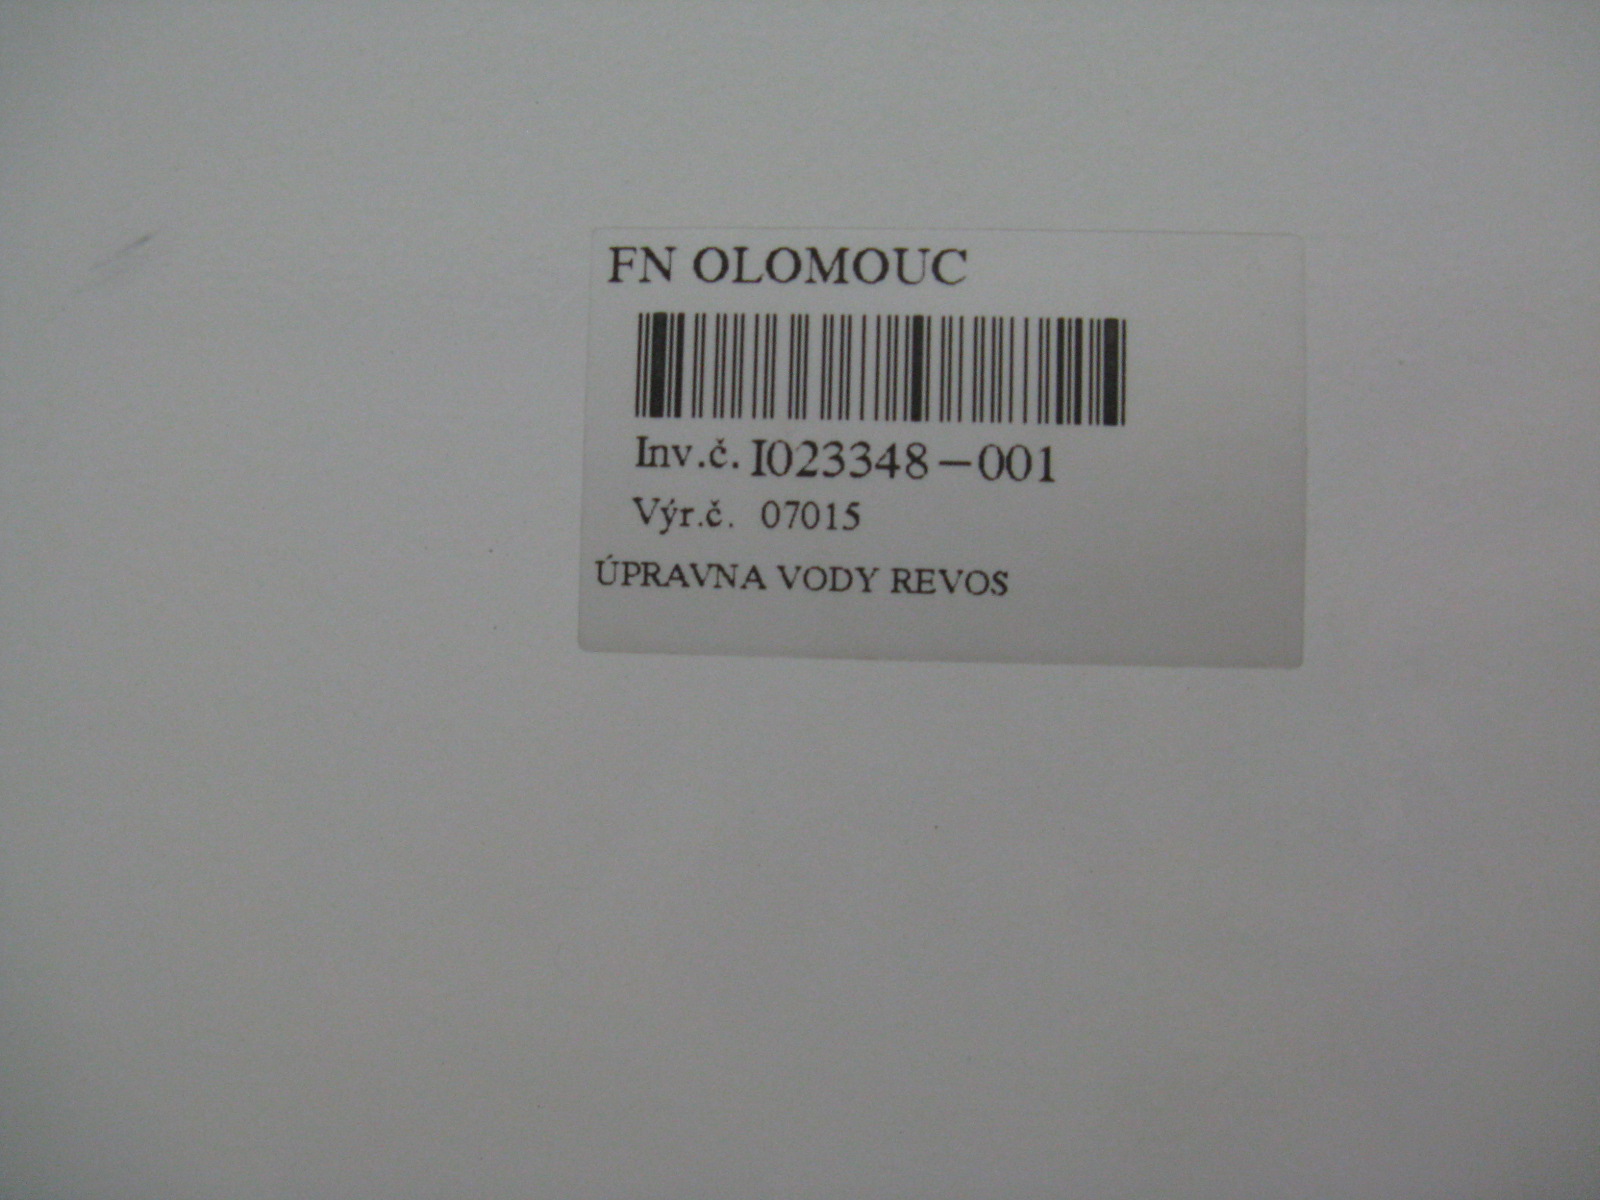 FN OLOMOUC
Inv.č. I023348-001
Výr.č. 07015
ÚPRAVNA VODY REVOS